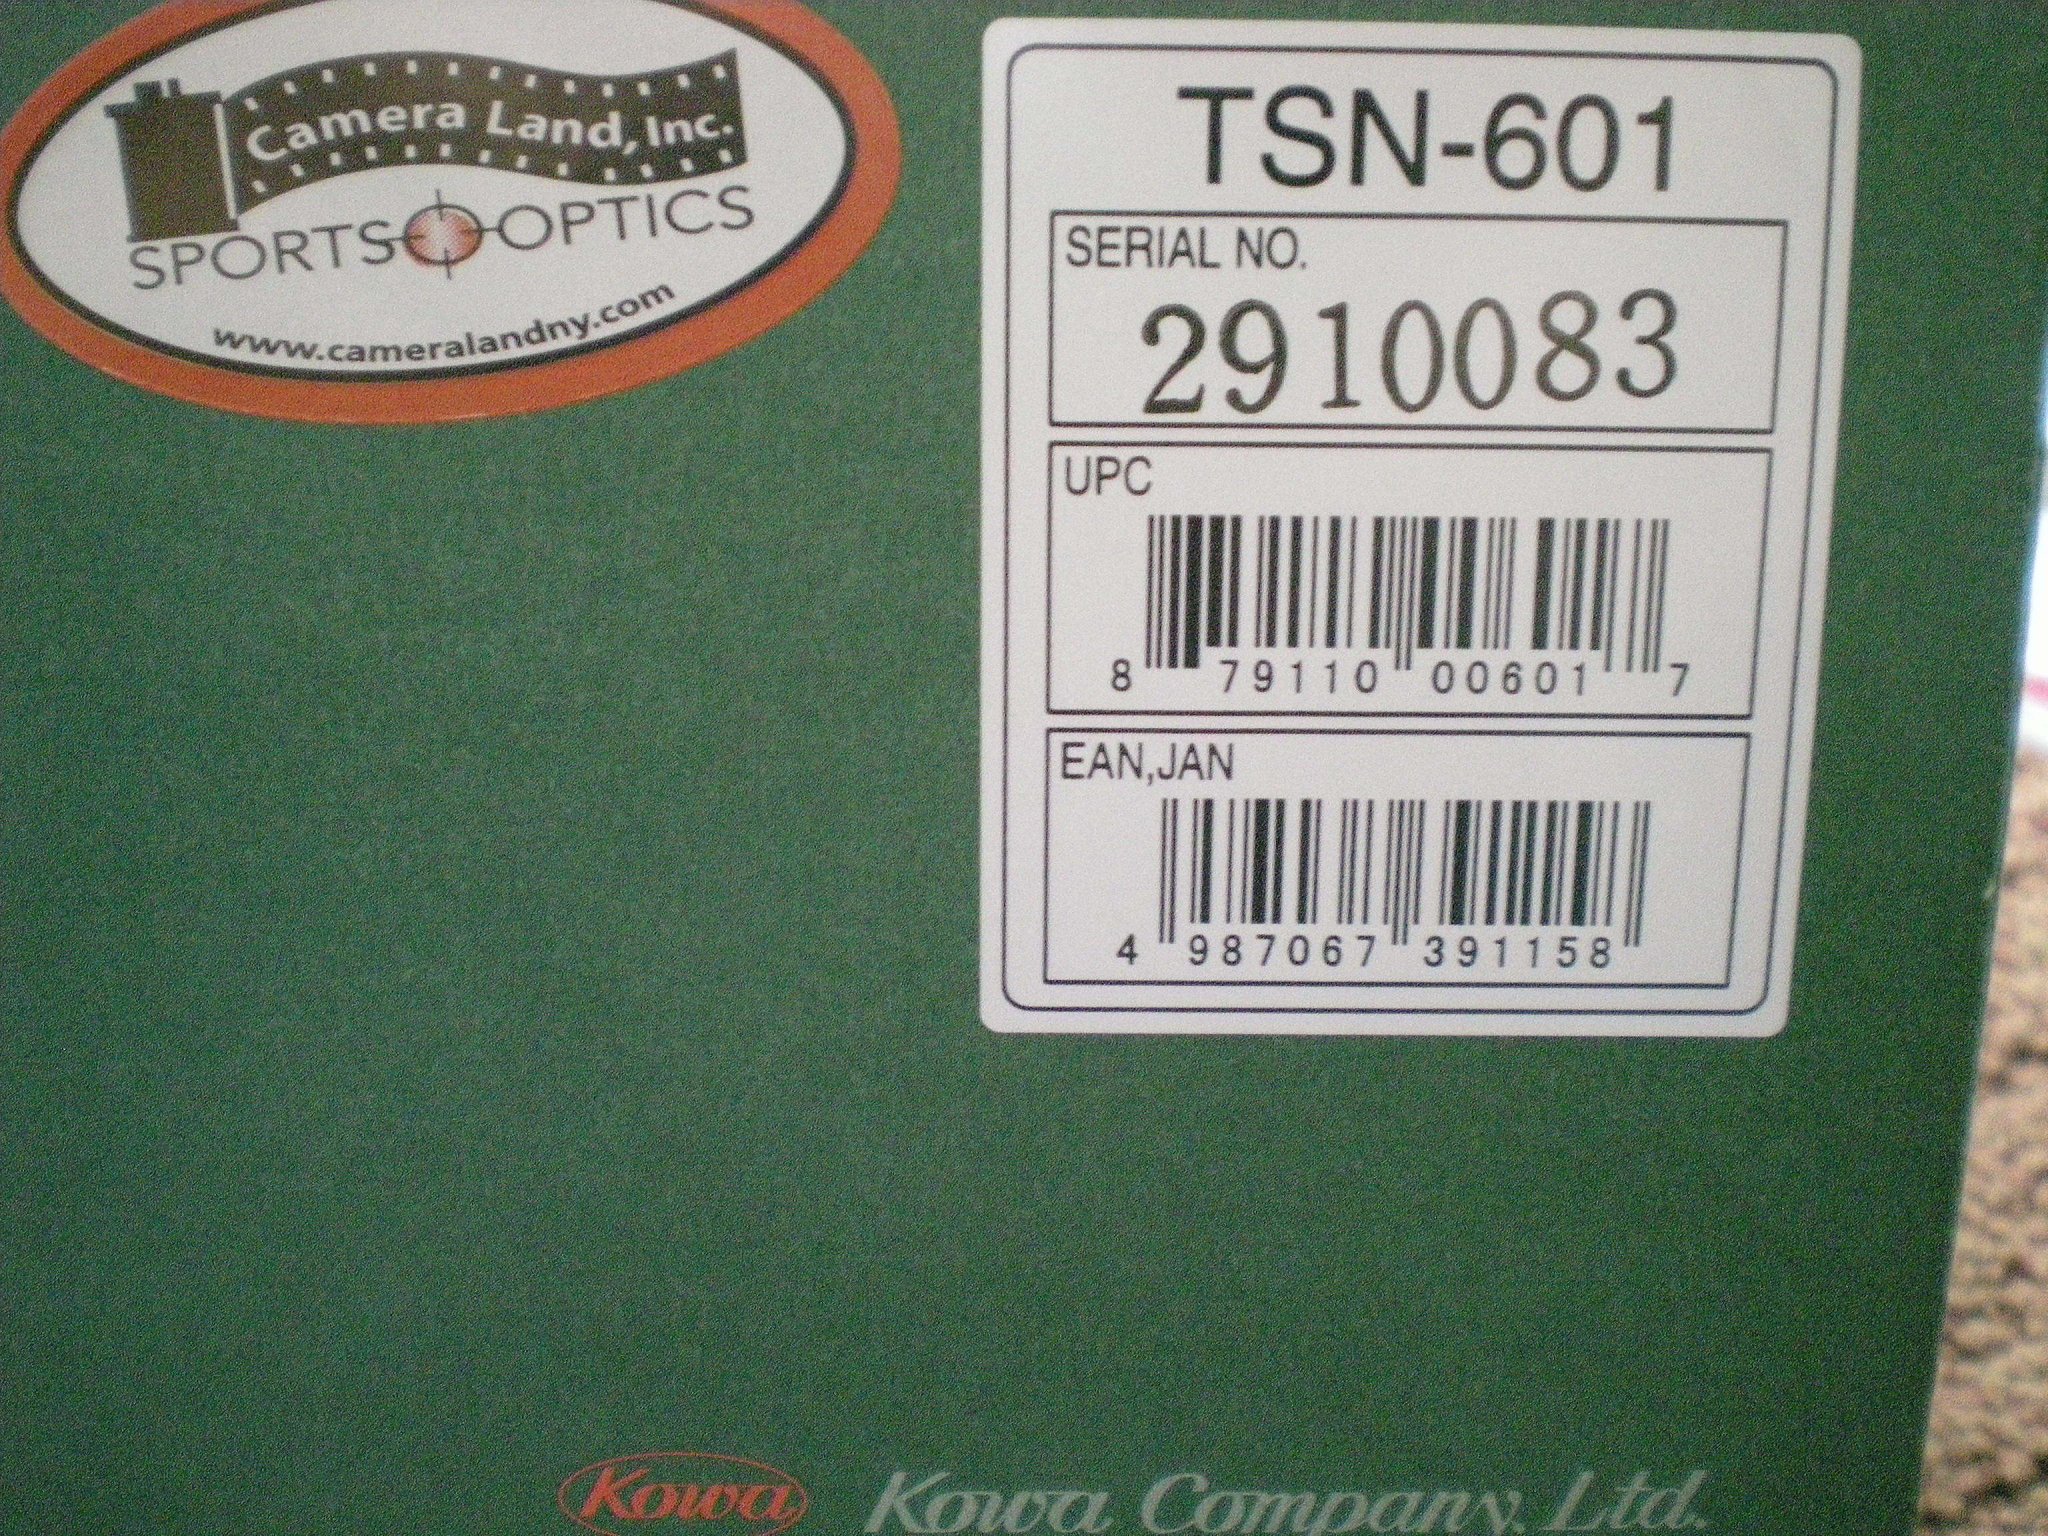 Camera Land, Inc.
SPORTS OPTICS
www.cameralandny.com
TSN-601
SERIAL NO.
2910083
UPC
8 79110 00601 7
EAN,JAN
4 987067 391158
Kowa Kowa Company, Ltd.